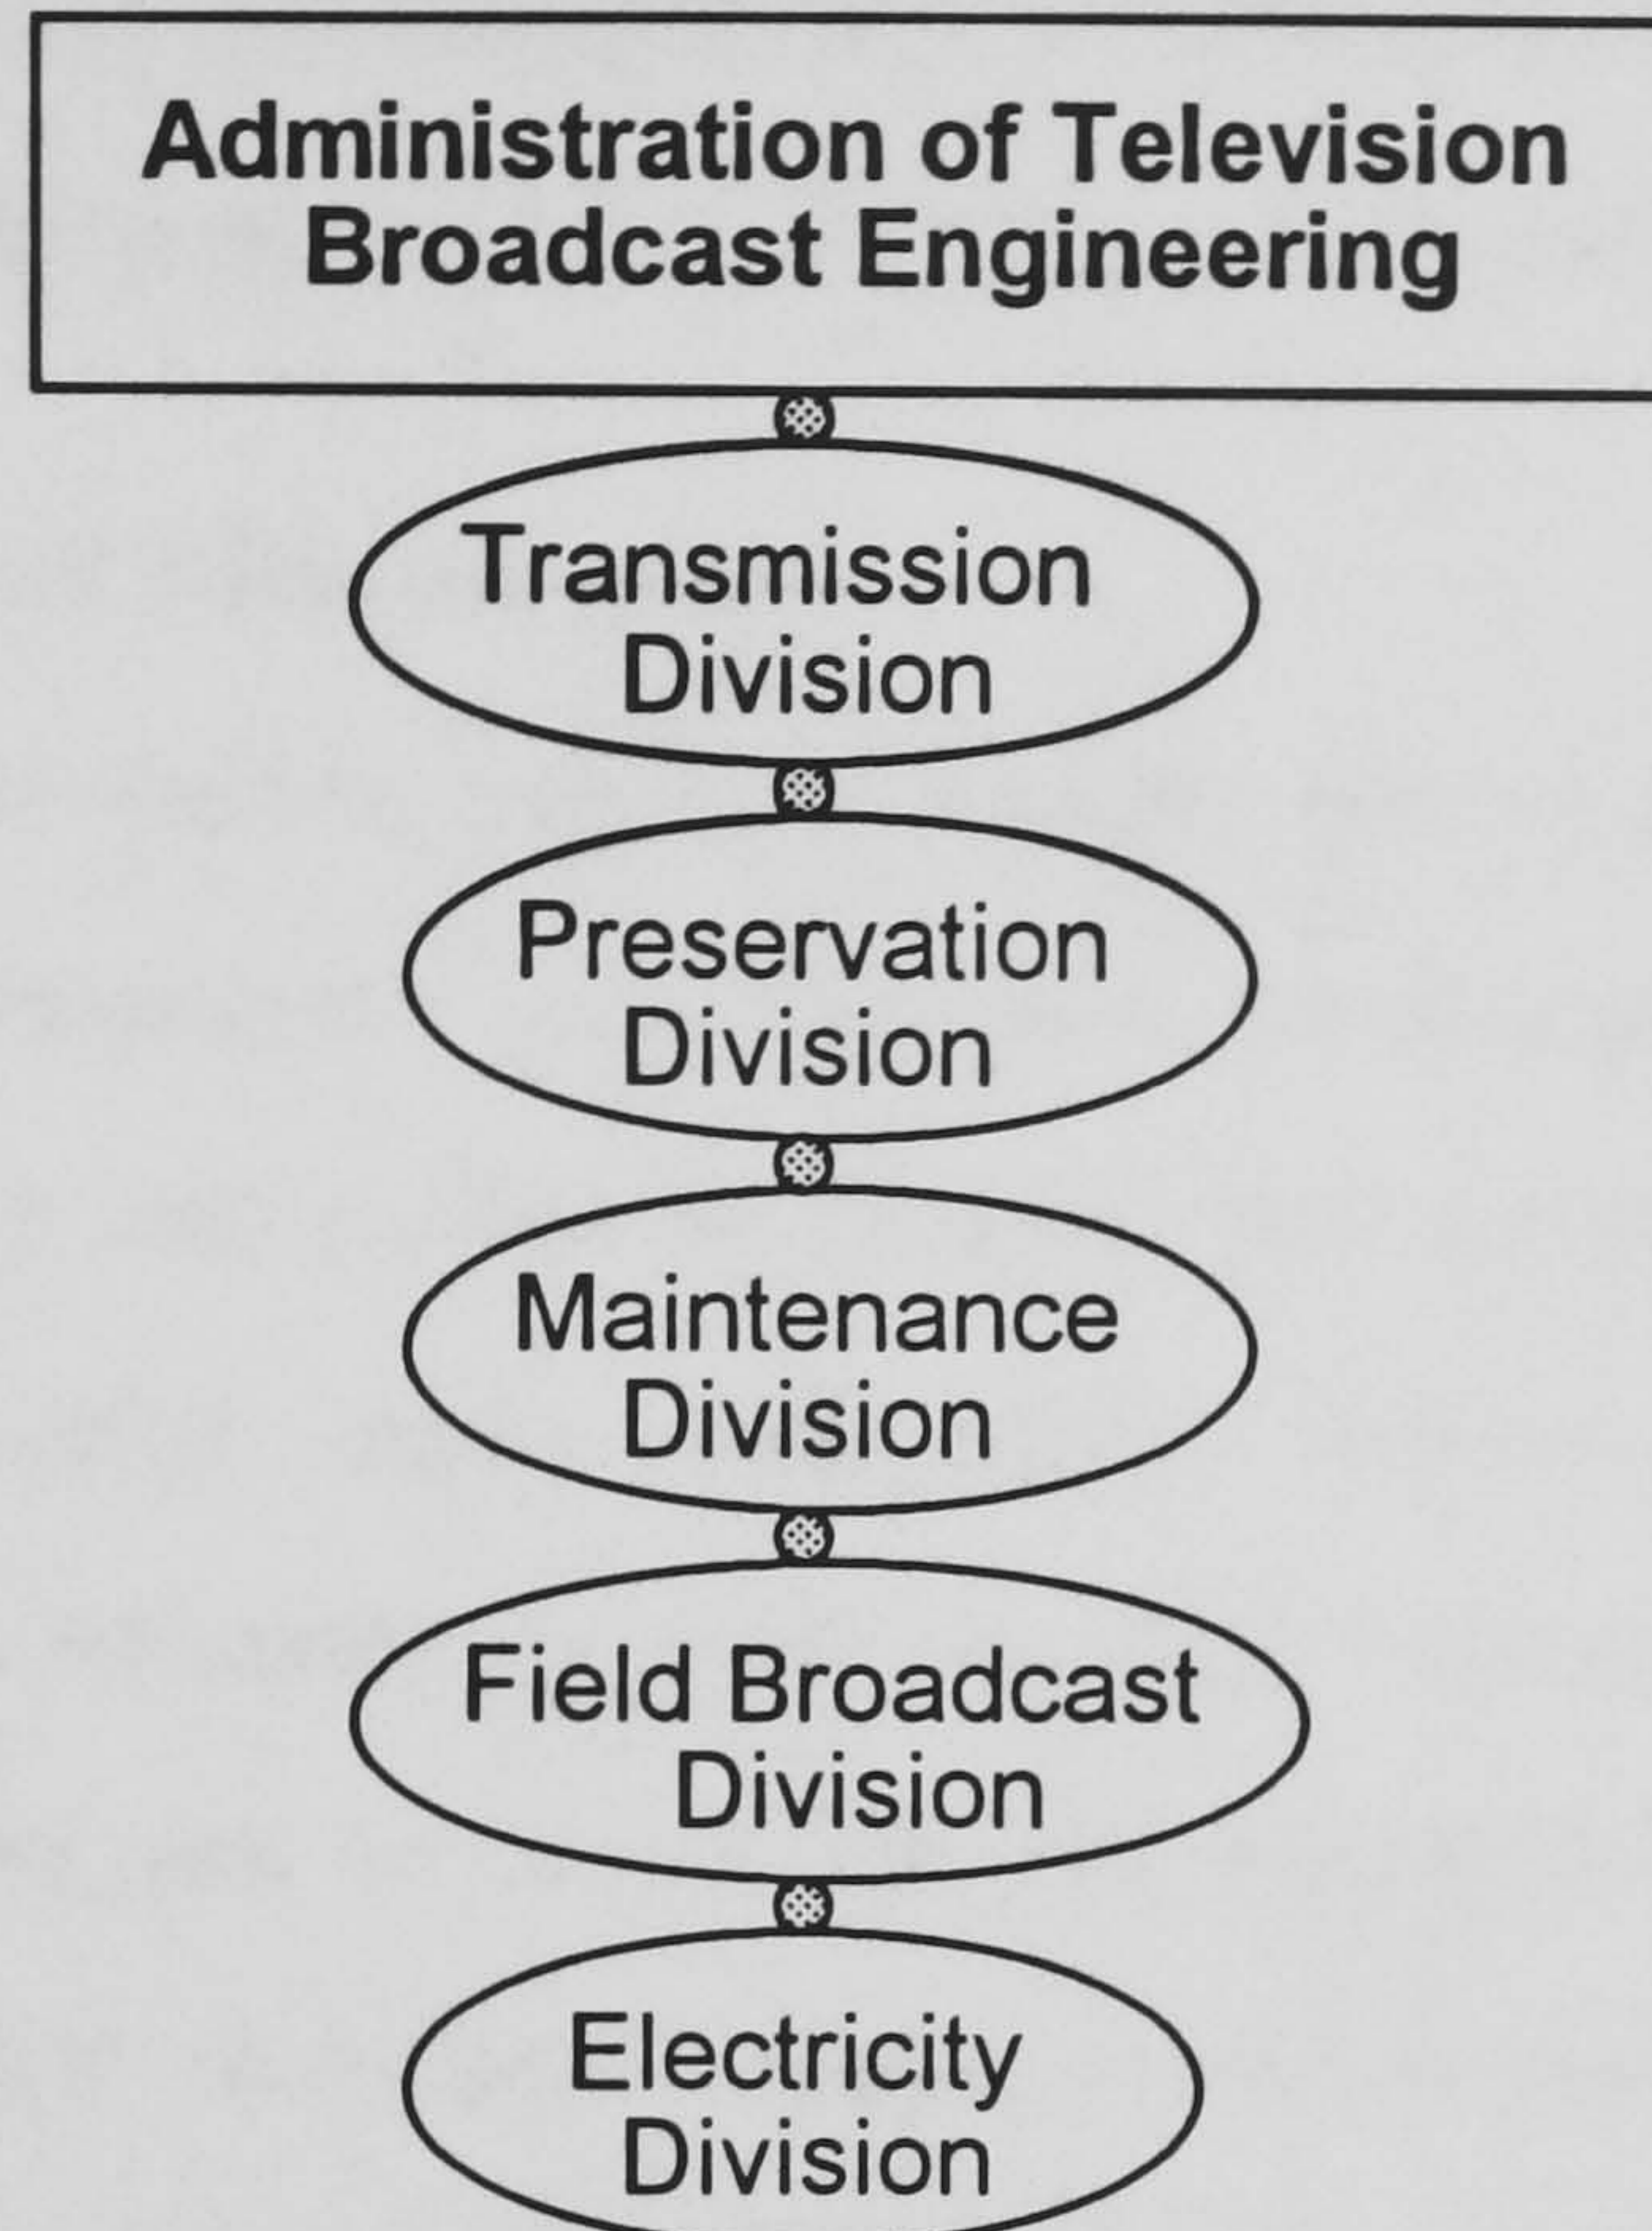 Administration of Television
Broadcast Engineering
Transmission
Division
Preservation
Division
Maintenance
Division
Field Broadcast
Division
Electricity
Division